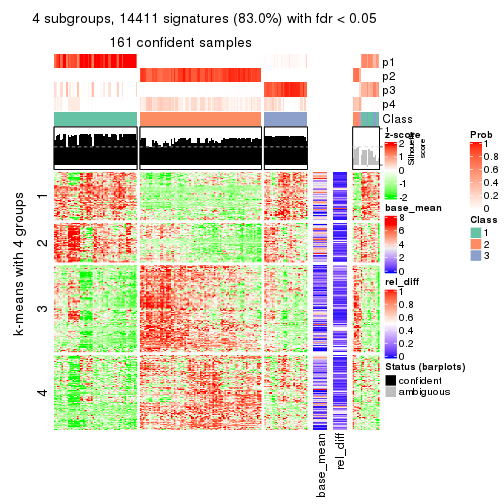 4 subgroups, 14411 signatures (83.0%) with fdr < 0.05
161 confident samples
p1
p2
p3
p4
Class
1
Silhouette
score
k-means with 4 groups
1
2
3
4
base_mean
rel_diff
z-score
2
1
0
-1
-2
base_mean
8
6
4
2
0
rel_diff
1
0.8
0.6
0.4
0.2
0
Status (barplots)
confident
ambiguous
Prob
1
0.8
0.6
0.4
0.2
0
Class
1
2
3